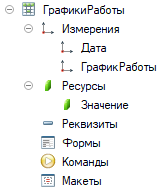 ГрафикиРаботы
Измерения
Дата
ГрафикРаботы
Ресурсы
Значение
Реквизиты
Формы
Команды
Макеты